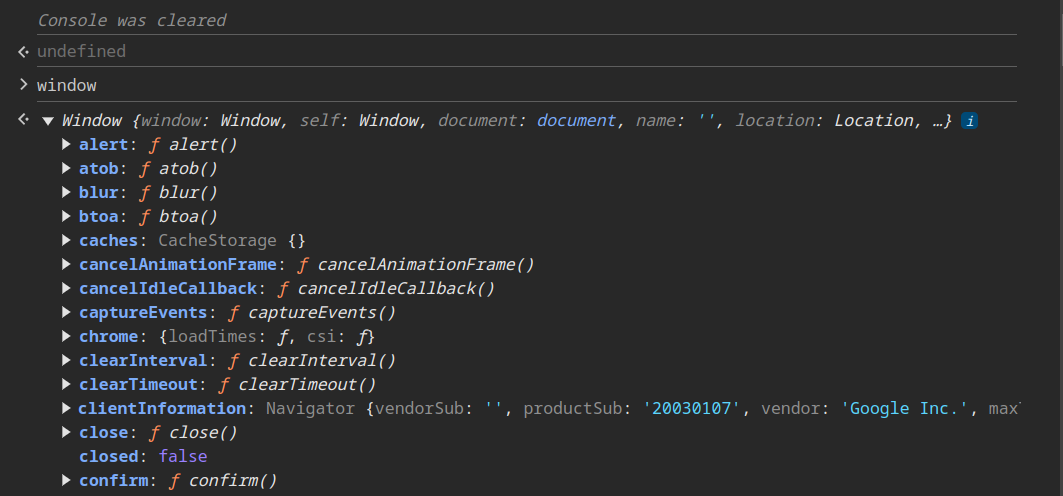 Console was cleared
undefined
window
Window {window: Window, self: Window, document: document, name: '', location: Location, …} i
alert: ƒ alert()
atob: ƒ atob()
blur: ƒ blur()
btoa: ƒ btoa()
caches: CacheStorage {}
cancelAnimationFrame: ƒ cancelAnimationFrame()
cancelIdleCallback: ƒ cancelIdleCallback()
captureEvents: ƒ captureEvents()
chrome: {loadTimes: ƒ, csi: ƒ}
clearInterval: ƒ clearInterval()
clearTimeout: ƒ clearTimeout()
clientInformation: Navigator {vendorSub: '', productSub: '20030107', vendor: 'Google Inc.', max
close: ƒ close()
closed: false
confirm: ƒ confirm()